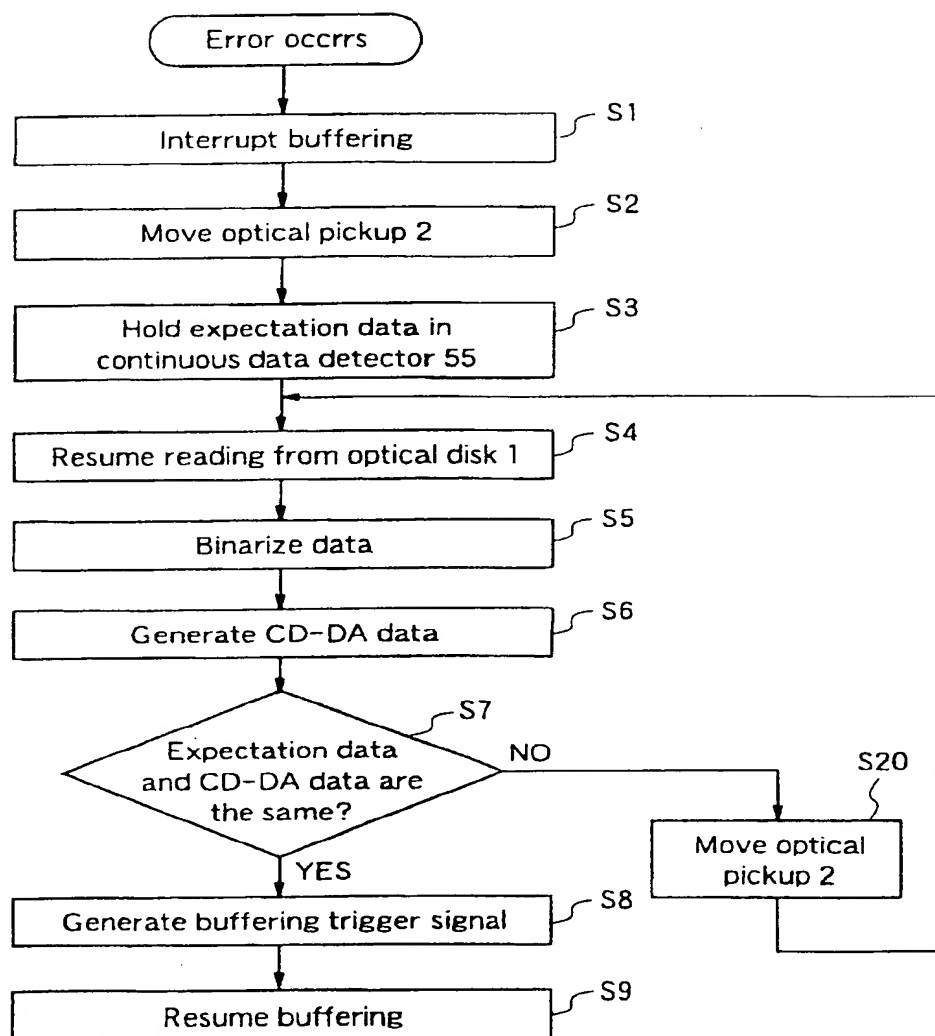 Error occrrs
S1
Interrupt buffering
S2
Move optical pickup 2
S3
Hold expectation data in
continuous data detector 55
S4
Resume reading from optical disk 1
S5
Binarize data
S6
Generate CD-DA data
S7
Expectation data
and CD-DA data are
the same?
NO
S20
Move optical
pickup 2
YES
S8
Generate buffering trigger signal
S9
Resume buffering